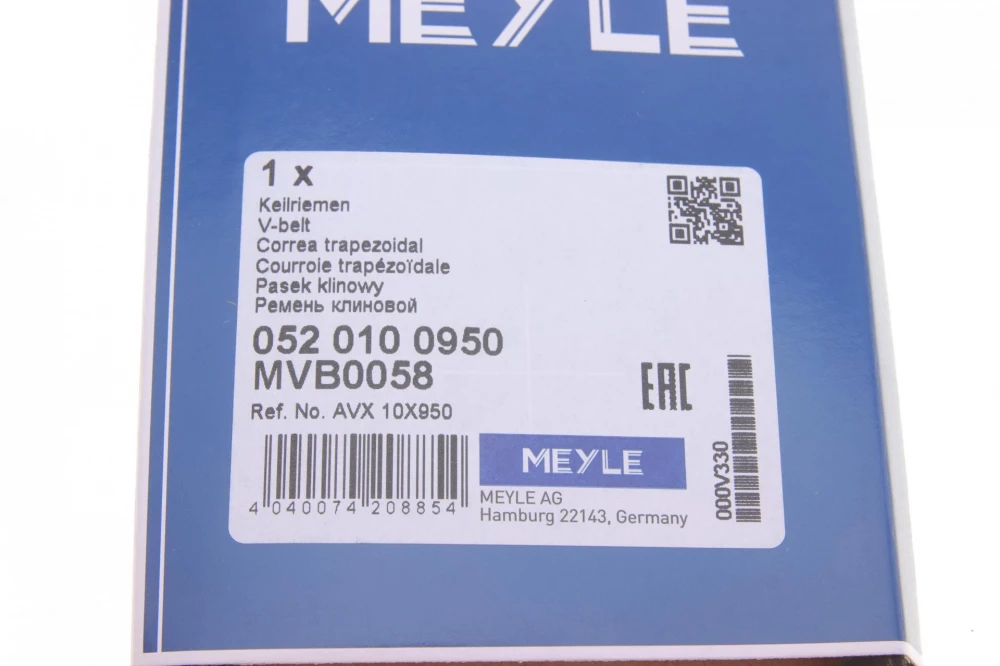 MEYLE
1 x
Keilriemen
V-belt
Correa trapezoidal
Courroie trapézoïdale
Pasek klinowy
Ремень клиновой
052 010 0950
MVB0058
Ref. No. AVX 10X950
EAC
000V330
MEYLE
4 040074 208854
MEYLE AG
Hamburg 22143, Germany